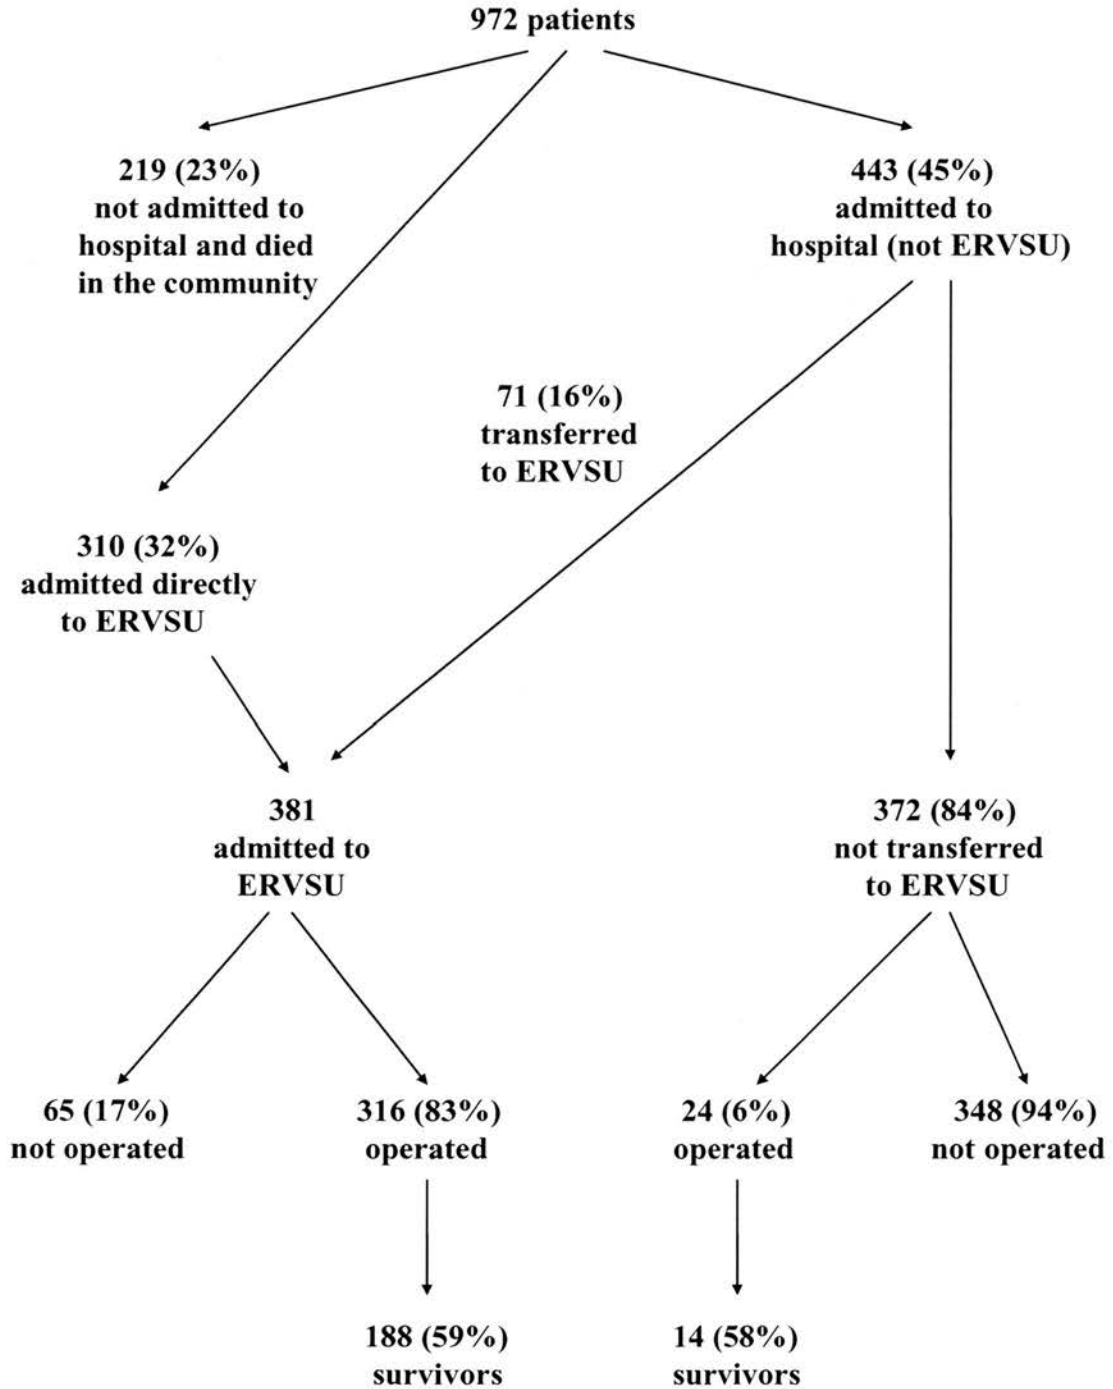 972 patients
219 (23%)
not admitted to
hospital and died
in the community
443 (45%)
admitted to
hospital (not ERVSU)
71 (16%)
transferred
to ERVSU
310 (32%)
admitted directly
to ERVSU
381
admitted to
ERVSU
372 (84%)
not transferred
to ERVSU
65 (17%)
not operated
316 (83%)
operated
24 (6%)
operated
348 (94%)
not operated
188 (59%)
survivors
14 (58%)
survivors